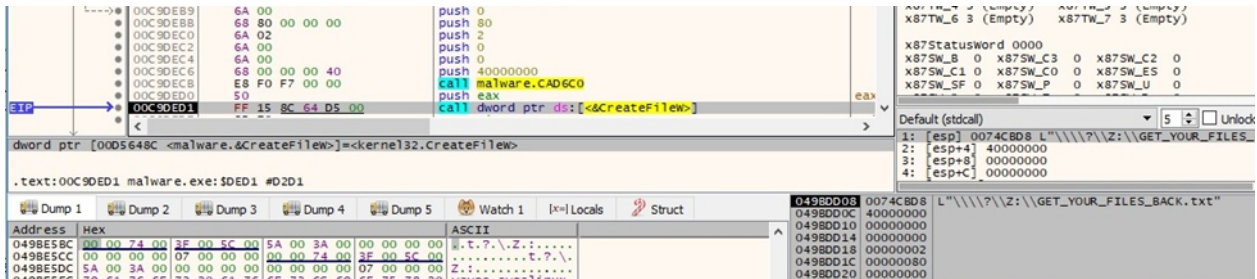 00C9DEB9 6A 00 push 0
00C9DEBB 68 80 00 00 00 push 80
00C9DEC0 6A 02 push 2
00C9DEC2 6A 00 push 0
00C9DEC4 6A 00 push 0
00C9DEC6 68 00 00 00 40 push 40000000
00C9DECB E8 F0 F7 00 00 call malware.CAD6C0
00C9DED0 50 push eax eax
EIP 00C9DED1 FF 15 8C 64 D5 00 call dword ptr ds:[<&CreateFileW>]
dword ptr [00D5648C <malware.&CreateFileW>]=<kernel32.CreateFileW>
.text:00C9DED1 malware.exe:$DED1 #D2D1
x87TW_6 3 (Empty) x87TW_7 3 (Empty)
x87StatusWord 0000
x87SW_B 0 x87SW_C3 0 x87SW_C2 0
x87SW_C1 0 x87SW_C0 0 x87SW_ES 0
x87SW_SF 0 x87SW_P 0 x87SW_U 0
Default (stdcall) 5 Unlock
1: [esp] 0074CBD8 L"\\\\?\\Z:\\GET_YOUR_FILES_
2: [esp+4] 40000000
3: [esp+8] 00000000
4: [esp+C] 00000000
Dump 1 Dump 2 Dump 3 Dump 4 Dump 5 Watch 1 [x=] Locals Struct
Address Hex ASCII
049BE5BC 00 00 74 00 3F 00 5C 00 5A 00 3A 00 00 00 00 00 ..t.?.\.Z.:.....
049BE5CC 00 00 00 00 07 00 00 00 00 00 74 00 3F 00 5C 00 ..........t.?.\.
049BE5DC 5A 00 3A 00 00 00 00 00 00 00 00 00 07 00 00 00 Z.:.............
049BDD08 0074CBD8 L"\\\\?\\Z:\\GET_YOUR_FILES_BACK.txt"
049BDD0C 40000000
049BDD10 00000000
049BDD14 00000000
049BDD18 00000002
049BDD1C 00000080
049BDD20 00000000